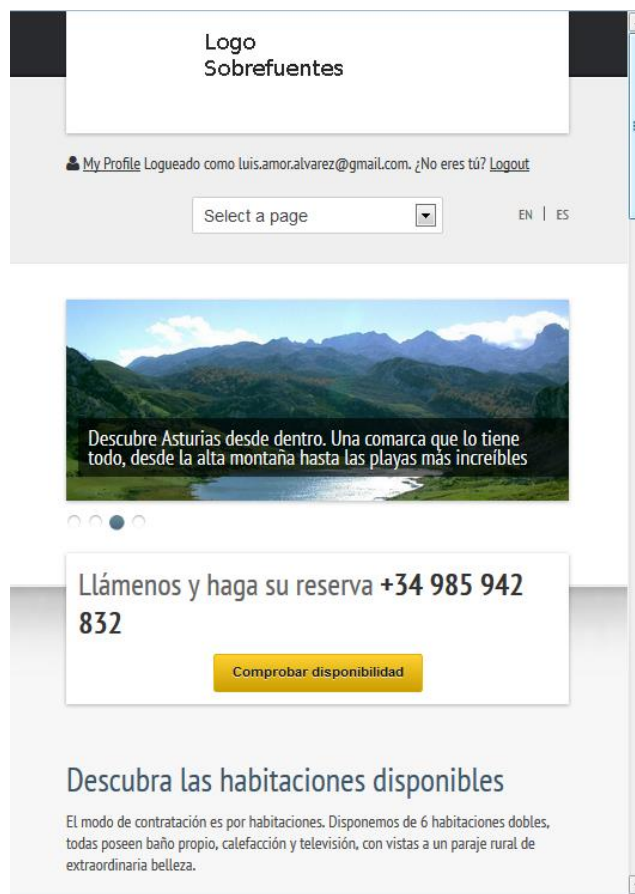 Logo
Sobrefuentes
My Profile Logueado como luis.amor.alvarez@gmail.com. ¿No eres tú? Logout
Select a page
EN | ES
Descubre Asturias desde dentro. Una comarca que lo tiene
todo, desde la alta montaña hasta las playas más increíbles
Llámenos y haga su reserva +34 985 942
832
Comprobar disponibilidad
Descubra las habitaciones disponibles
El modo de contratación es por habitaciones. Disponemos de 6 habitaciones dobles,
todas poseen baño propio, calefacción y televisión, con vistas a un paraje rural de
extraordinaria belleza.